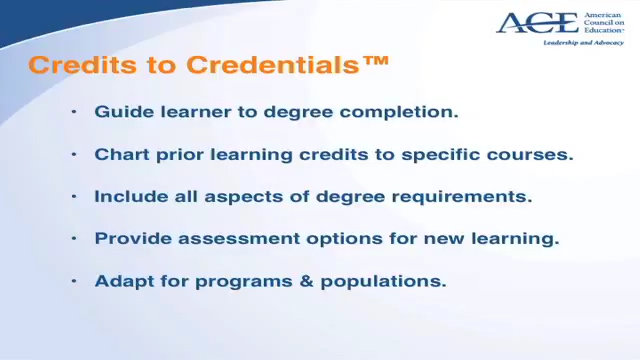 ACE American
Council on
Education™
Leadership and Advocacy
Credits to Credentials™
• Guide learner to degree completion.
• Chart prior learning credits to specific courses.
• Include all aspects of degree requirements.
• Provide assessment options for new learning.
• Adapt for programs & populations.